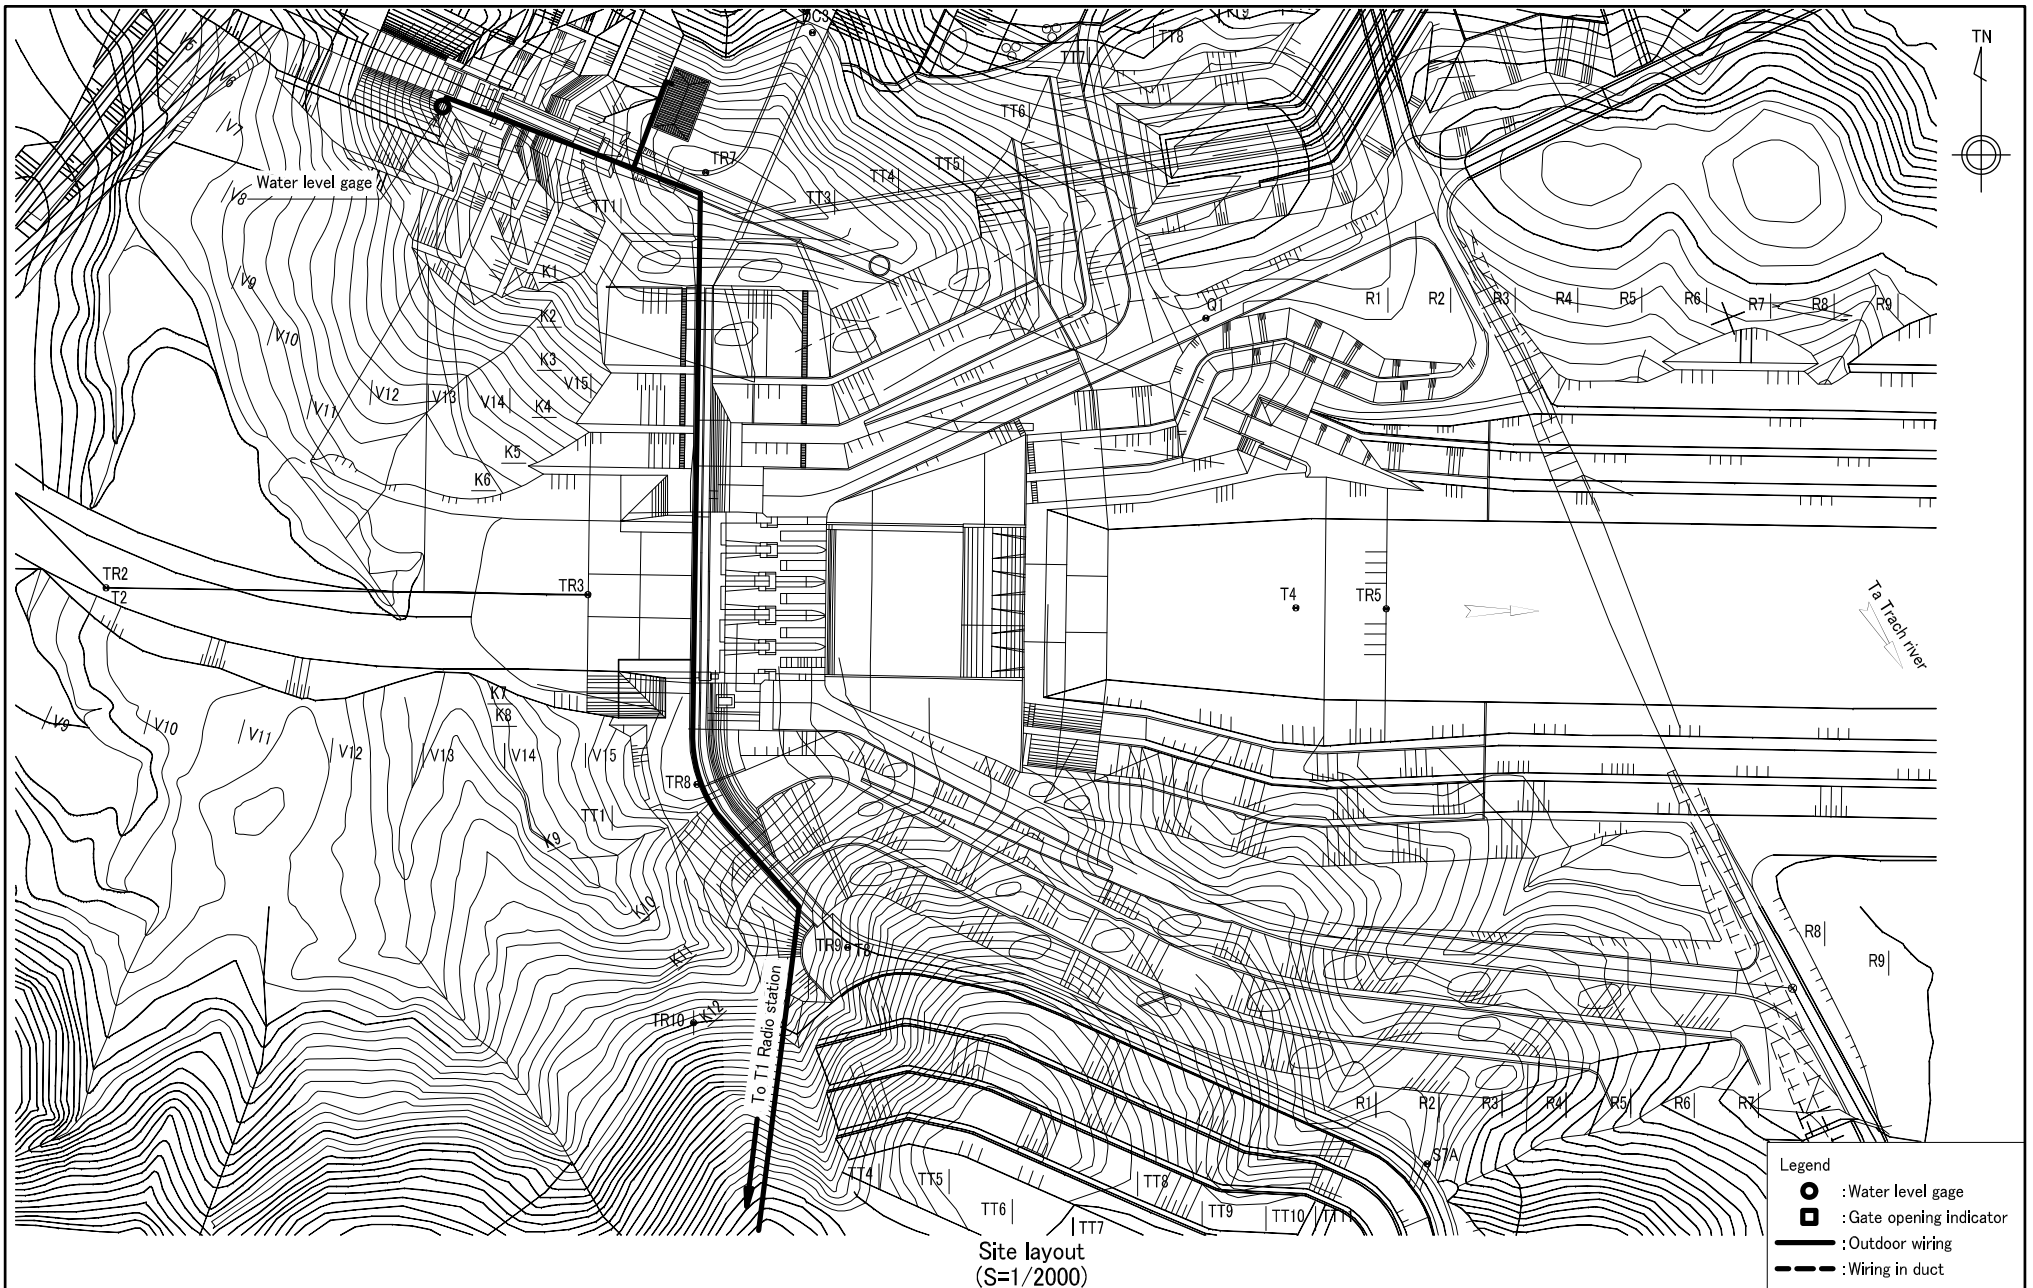 DC3
TT9
TT8
TT7
TN
V5
V6
V7
TT6
TT5
TR7
TT4
Water level gage
V8
TT1
TT3
K1
V9
R1
R2
R3
R4
R5
R6
R7
R8
R9
Q1
K2
V10
K3
V15
V12
V13
V14
K4
V11
K5
K6
TR2
T2
TR3
T4
TR5
Ta Trach river
K7
K8
V9
V10
V11
V12
V13
V14
V15
TR8
TT1
K9
K10
TR9
T8
K11
R8
R9
To T1 Radio station
TR10
K12
R1
R2
R3
R4
R5
R6
R7
S7A
TT4
TT5
TT8
TT6
TT9
TT10
TT11
TT7
Legend
:Water level gage
:Gate opening indicator
:Outdoor wiring
:Wiring in duct
Site layout
(S=1/2000)